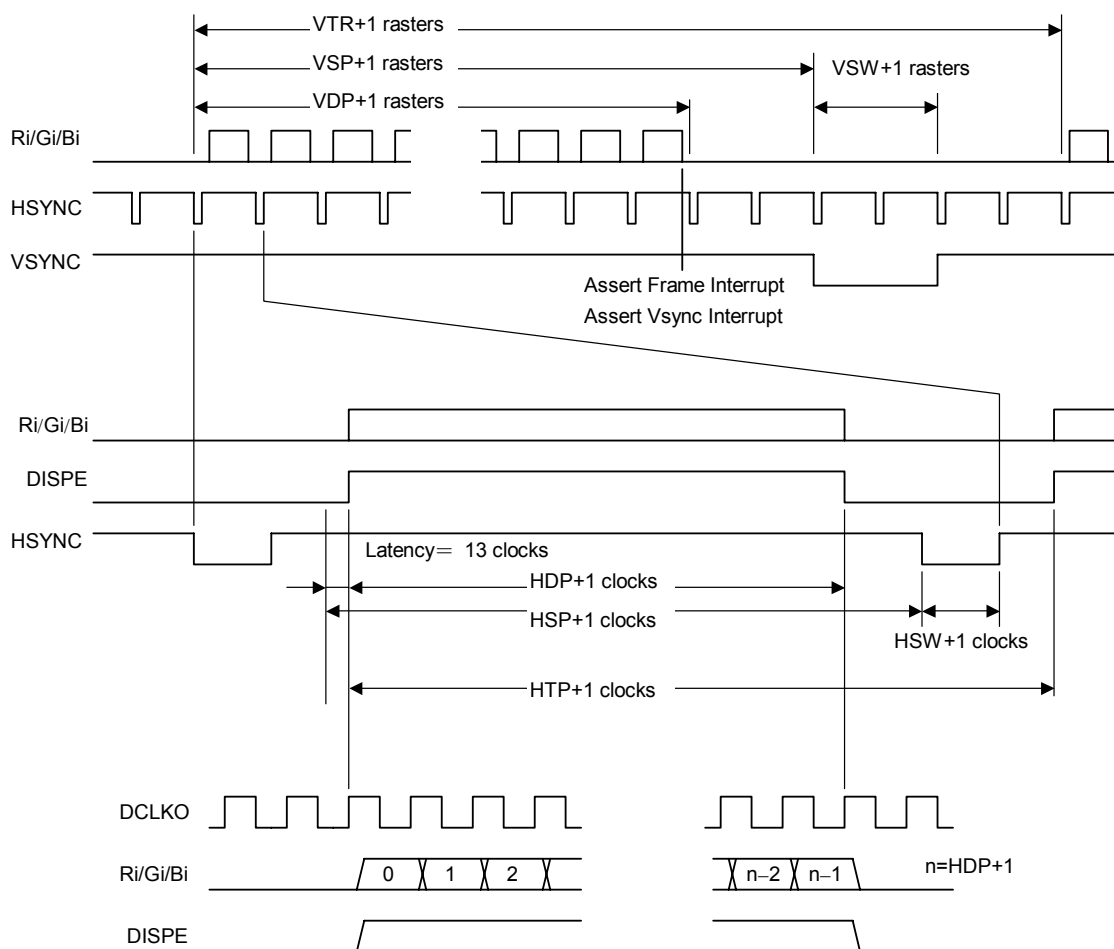 VTR+1 rasters
VSP+1 rasters
VSW+1 rasters
VDP+1 rasters
Ri/Gi/Bi
HSYNC
VSYNC
Assert Frame Interrupt
Assert Vsync Interrupt
Ri/Gi/Bi
DISPE
HSYNC
Latency= 13 clocks
HDP+1 clocks
HSP+1 clocks
HSW+1 clocks
HTP+1 clocks
DCLKO
Ri/Gi/Bi 0 1 2 n–2 n–1 n=HDP+1
DISPE